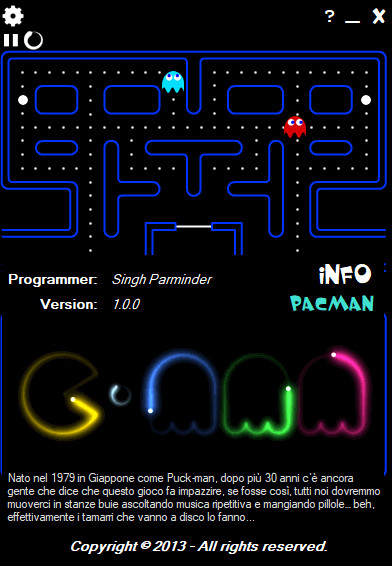 ?
iNFO
PACMAN
Programmer: Singh Parminder
Version: 1.0.0
Nato nel 1979 in Giappone come Puck-man, dopo più 30 anni c'è ancora
gente che dice che questo gioco fa impazzire, se fosse così, tutti noi dovremmo
muoverci in stanze buie ascoltando musica ripetitiva e mangiando pillole... beh,
effettivamente i tamarri che vanno a disco lo fanno...
Copyright © 2013 - All rights reserved.